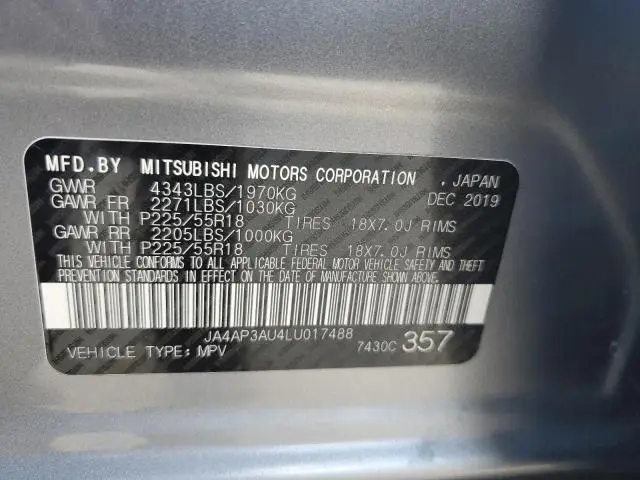 MFD.BY MITSUBISHI MOTORS CORPORATION , JAPAN
GVWR 4343LBS/1970KG DEC 2019
GAWR FR 2271LBS/1030KG
WITH P225/55R18 TIRES 18X7.0J RIMS
GAWR RR 2205LBS/1000KG
WITH P225/55R18 TIRES 18X7.0J RIMS
THIS VEHICLE CONFORMS TO ALL APPLICABLE FEDERAL MOTOR VEHICLE SAFETY AND THEFT
PREVENTION STANDARDS IN EFFECT ON THE DATE OF MANUFACTURE SHOWN ABOVE.
JA4AP3AU4LU017488
VEHICLE TYPE:MPV 7430C 357